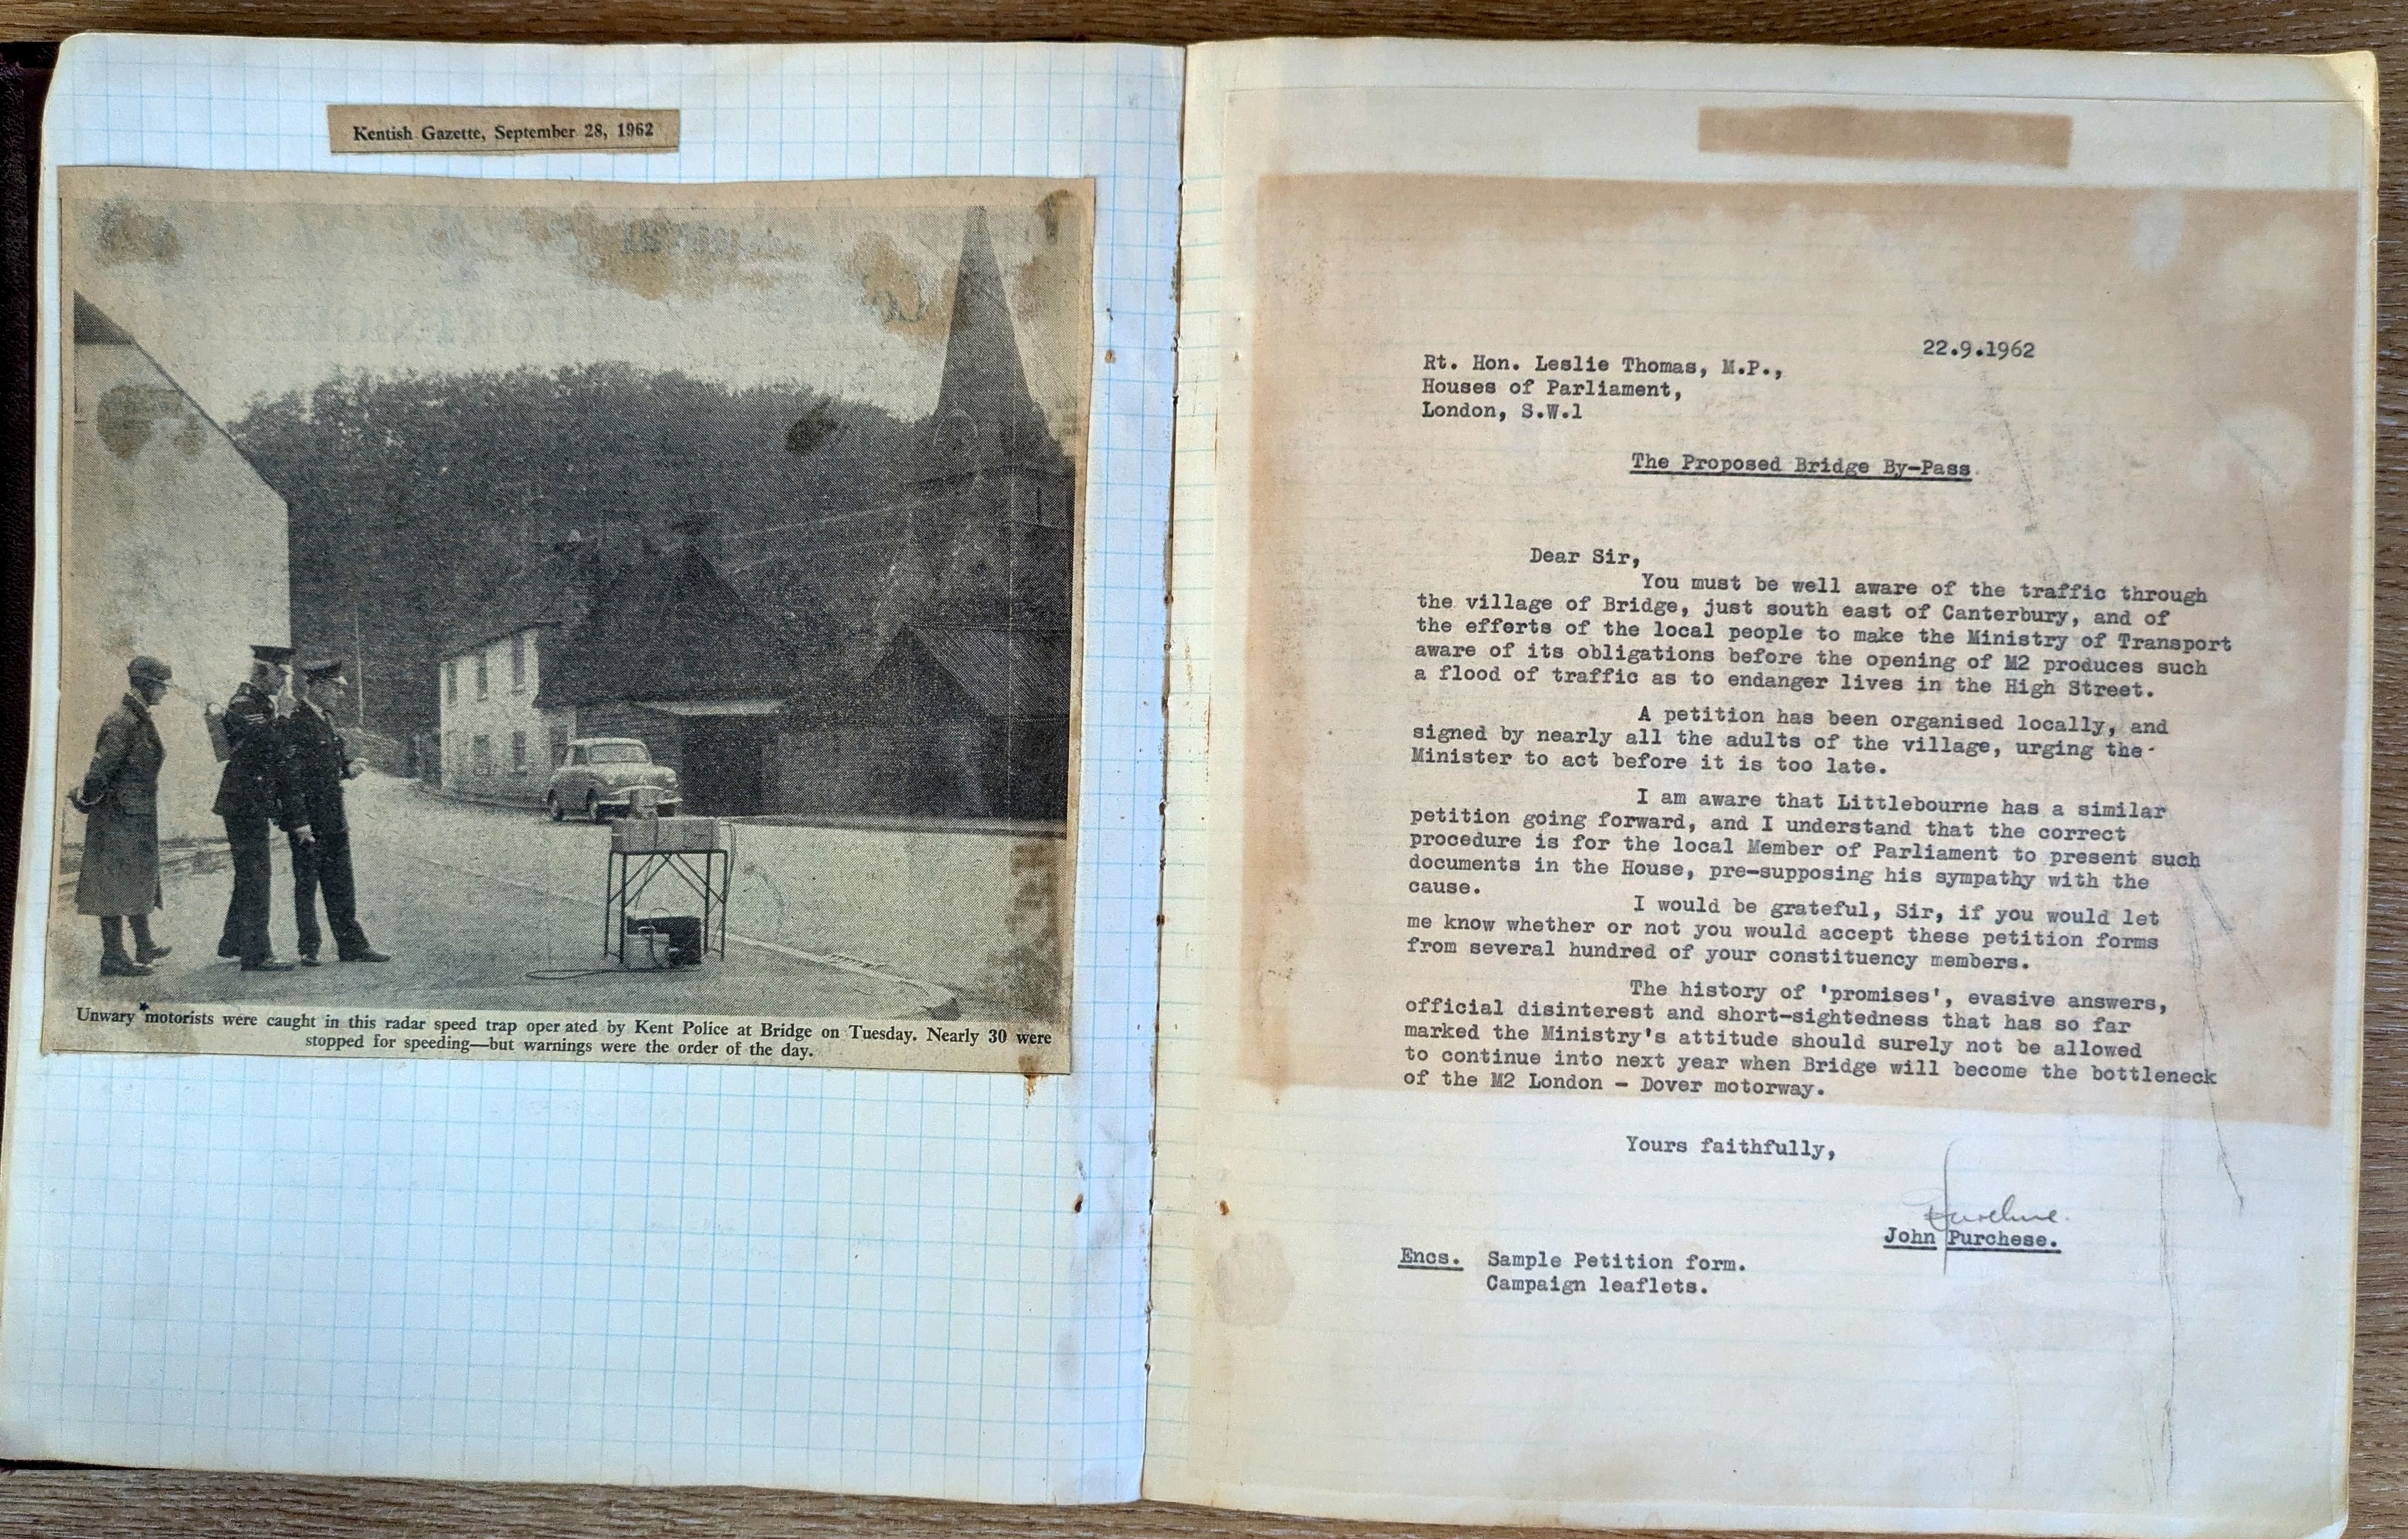 Kentish Gazette, September 28, 1962
Unwary motorists were caught in this radar speed trap oper ated by Kent Police at Bridge on Tuesday. Nearly 30 were
stopped for speeding—but warnings were the order of the day.
22.9.1962
Rt. Hon. Leslie Thomas, M.P.,
Houses of Parliament,
London, S.W.1
The Proposed Bridge By-Pass
Dear Sir,
You must be well aware of the traffic through
the village of Bridge, just south east of Canterbury, and of
the efforts of the local people to make the Ministry of Transport
aware of its obligations before the opening of M2 produces such
a flood of traffic as to endanger lives in the High Street.
A petition has been organised locally, and
signed by nearly all the adults of the village, urging the
Minister to act before it is too late.
I am aware that Littlebourne has a similar
petition going forward, and I understand that the correct
procedure is for the local Member of Parliament to present such
documents in the House, pre-supposing his sympathy with the
cause.
I would be grateful, Sir, if you would let
me know whether or not you would accept these petition forms
from several hundred of your constituency members.
The history of 'promises', evasive answers,
official disinterest and short-sightedness that has so far
marked the Ministry's attitude should surely not be allowed
to continue into next year when Bridge will become the bottleneck
of the M2 London - Dover motorway.
Yours faithfully,
John Purchese.
Encs. Sample Petition form.
Campaign leaflets.